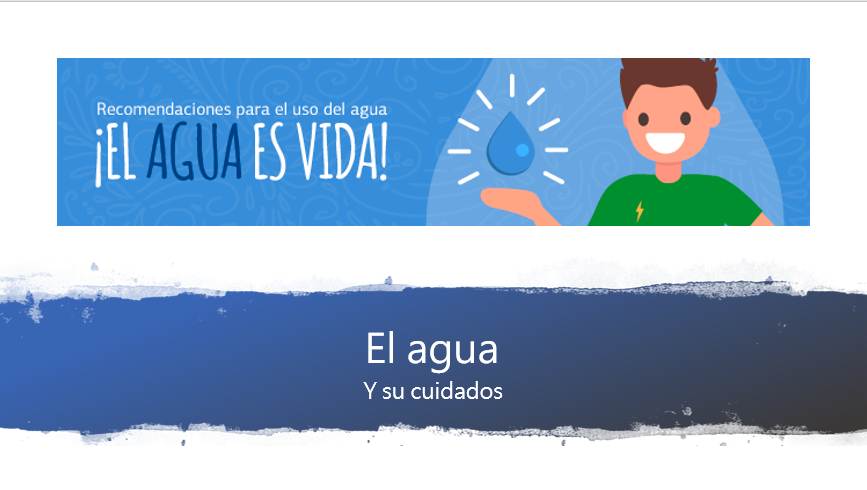 Recomendaciones para el uso del agua
¡EL AGUA ES VIDA!
El agua
Y su cuidados